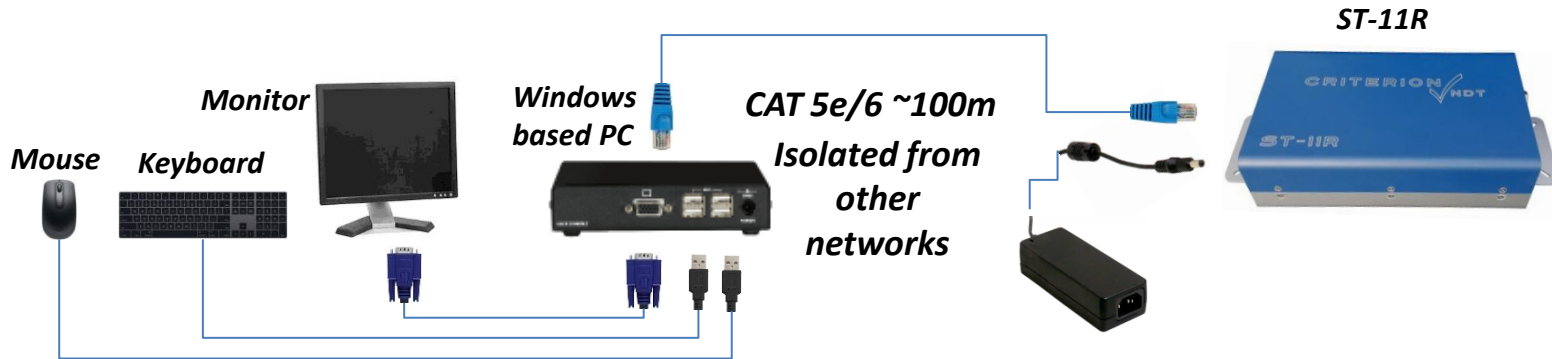 ST-11R
Monitor
Windows
based PC
CAT 5e/6 ~100m
Isolated from
other
networks
Mouse
Keyboard
CRITERION
NDT
ST-11R